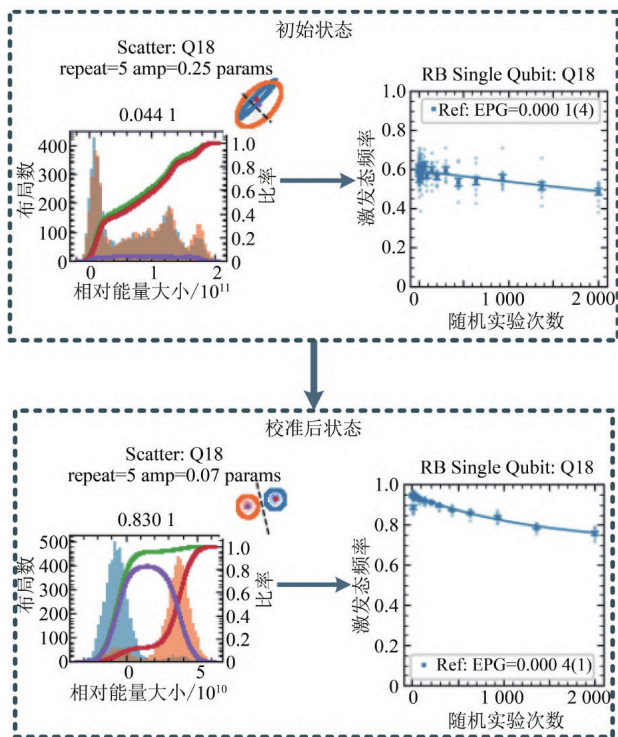 初始状态
Scatter: Q18
repeat=5 amp=0.25 params
0.044 1
400
300
200
100
0
布局数
1.0
0.8
0.6
0.4
0.2
0
比率
0 1 2
相对能量大小/10¹¹
RB Single Qubit: Q18
Ref: EPG=0.000 1(4)
1.0
0.8
0.6
0.4
0.2
0
激发态频率
0 1 000 2 000
随机实验次数
校准后状态
Scatter: Q18
repeat=5 amp=0.07 params
0.830 1
500
400
300
200
100
0
布局数
1.0
0.8
0.6
0.4
0.2
0
比率
0 5
相对能量大小/10¹⁰
RB Single Qubit: Q18
1.0
0.8
0.6
0.4
0.2
0
激发态频率
Ref: EPG=0.000 4(1)
0 1 000 2 000
随机实验次数